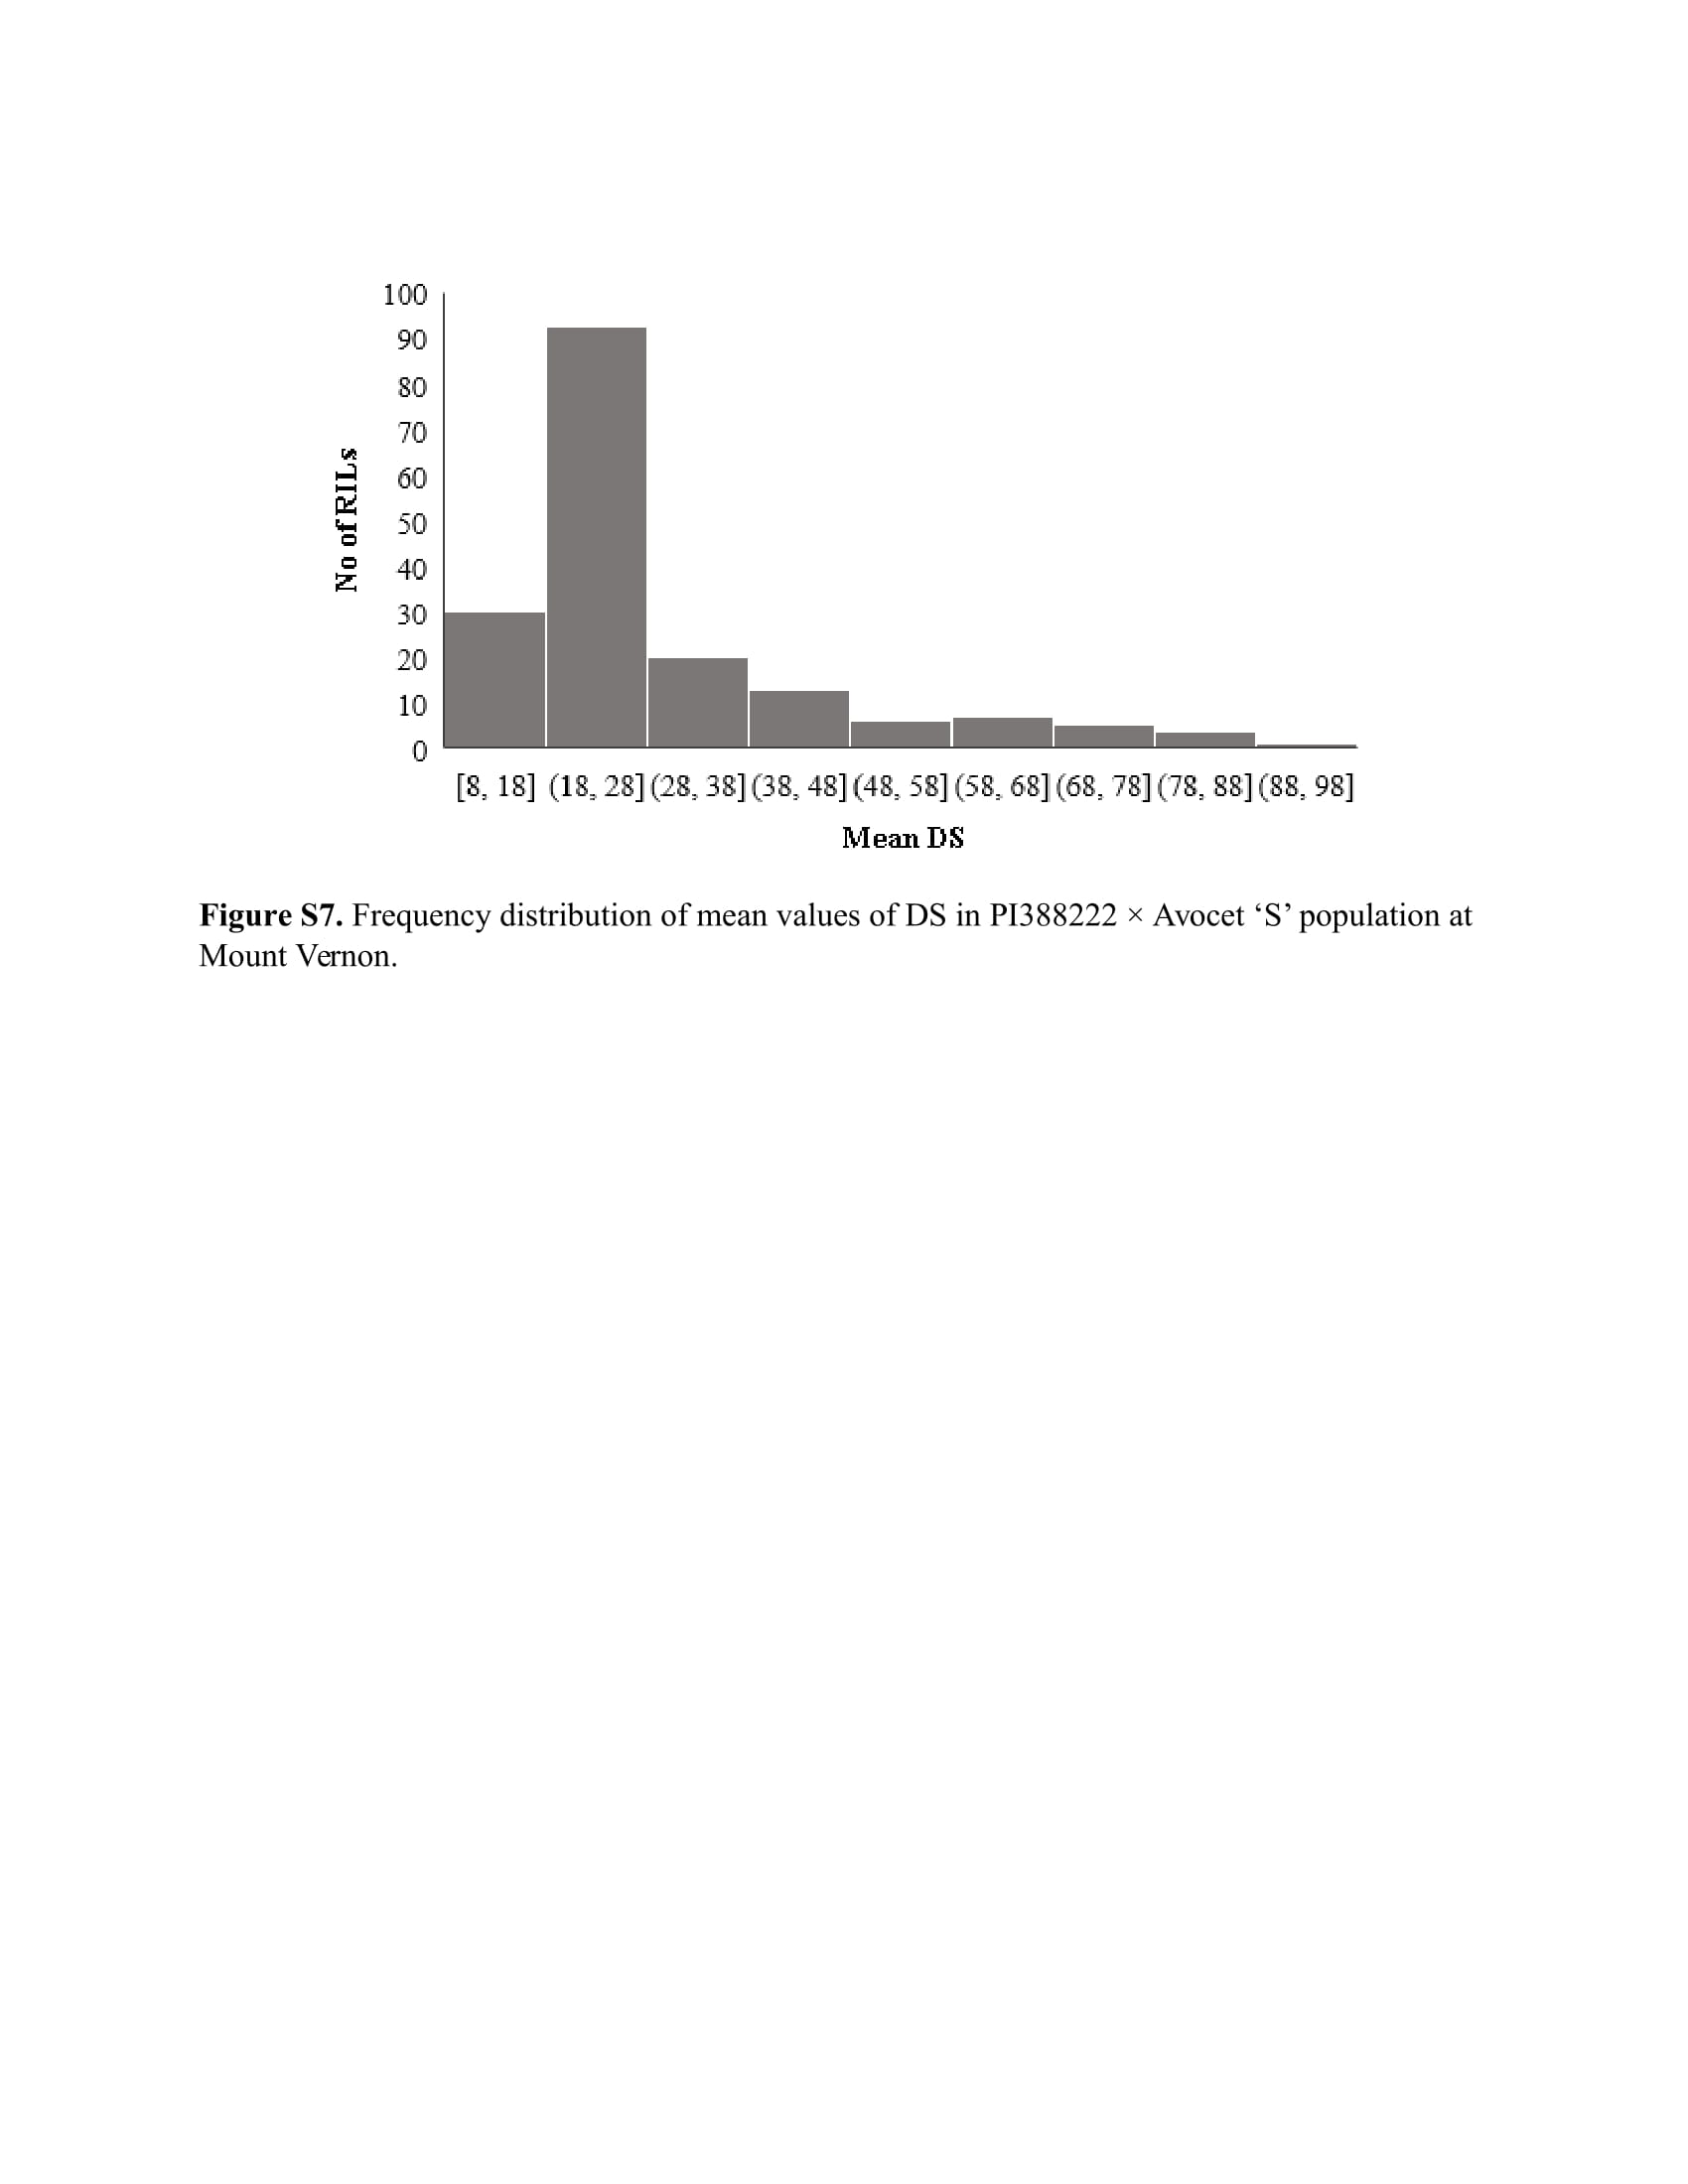 100
90
80
70
60
50
40
30
20
10
0
No of RILs
[8, 18] (18, 28] (28, 38] (38, 48] (48, 58] (58, 68] (68, 78] (78, 88] (88, 98]
Mean DS
Figure S7. Frequency distribution of mean values of DS in PI388222 × Avocet ‘S’ population at
Mount Vernon.